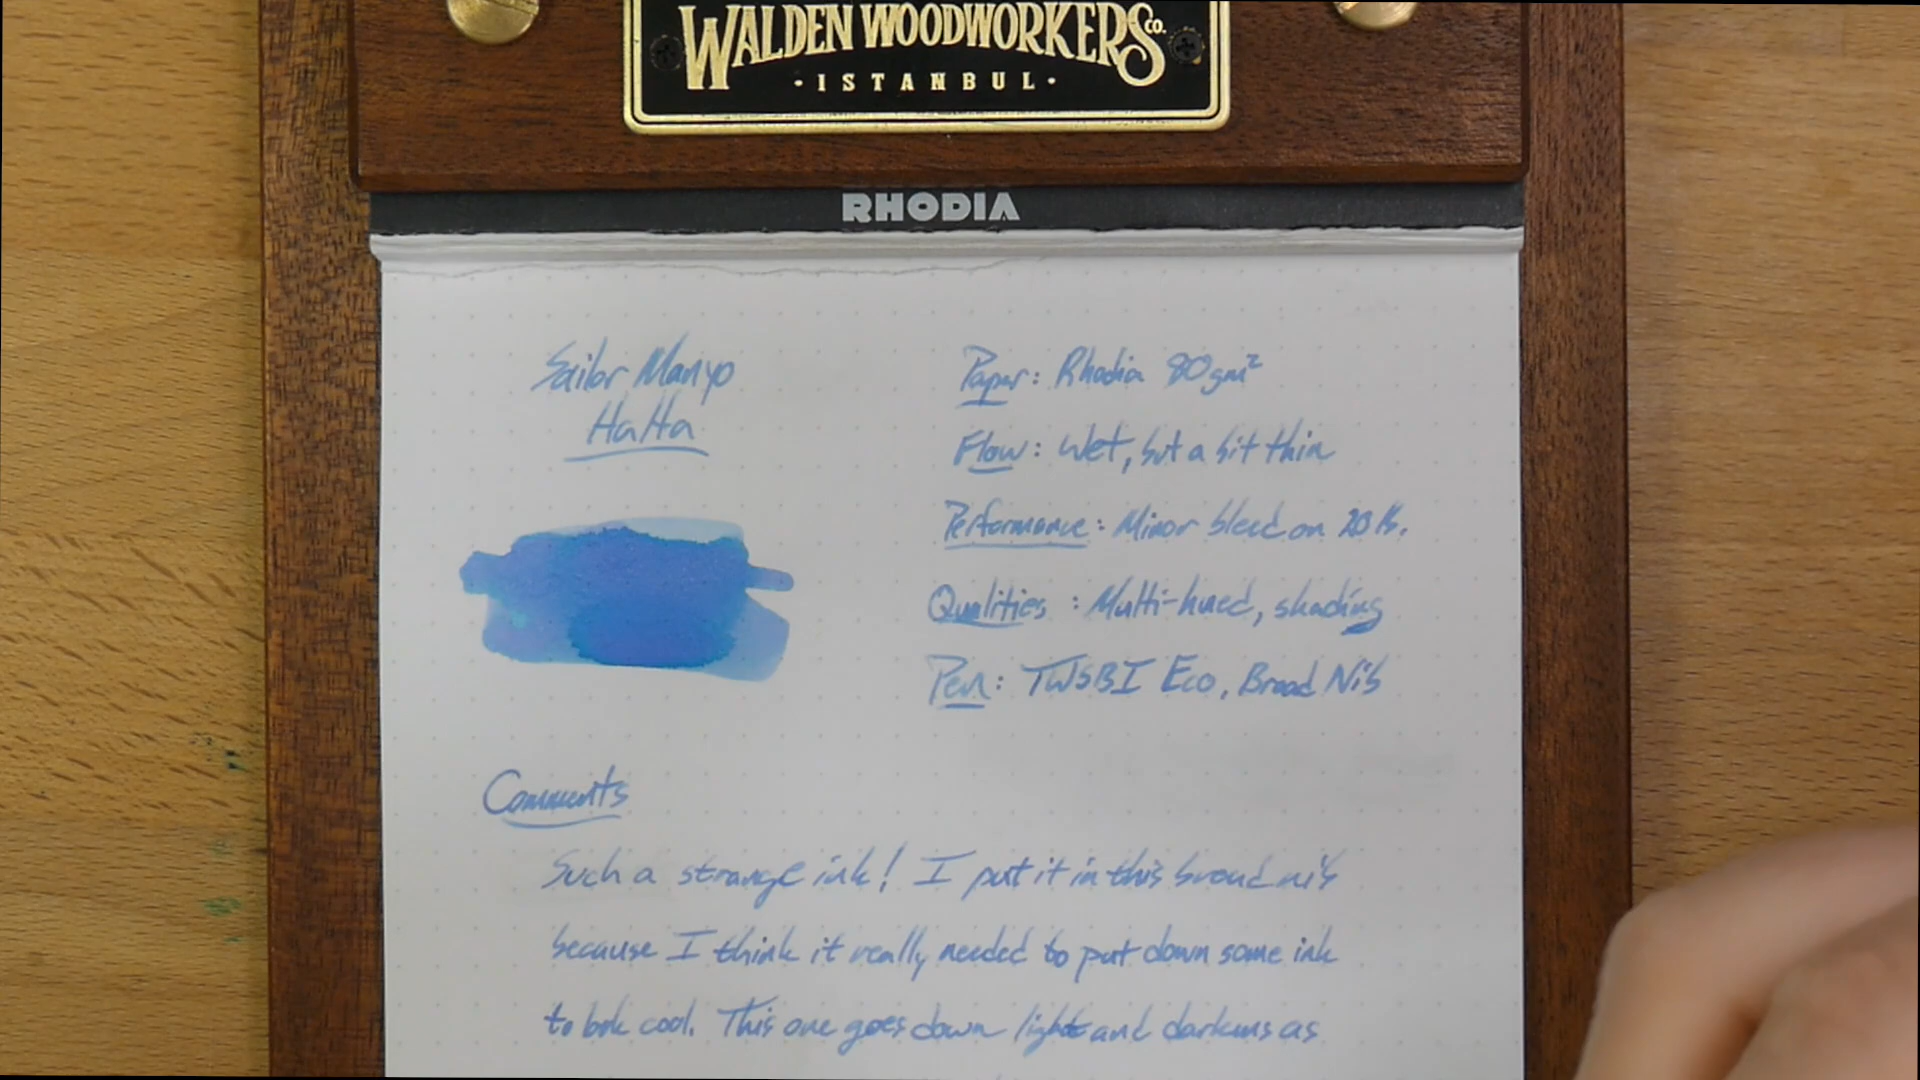 WALDEN WOODWORKERS CO.
· ISTANBUL ·
RHODIA
Sailor Manyo
HaHa
Paper: Rhodia 80gm²
Flow: Wet, but a bit thin
Performance: Minor bleed on 20 lb.
Qualities: Multi-hued, shading
Pen: TWSBI Eco, Broad Nib
Comments
Such a strange ink! I put it in this broad nib
because I think it really needed to put down some ink
to look cool. This one goes down light and darkens as